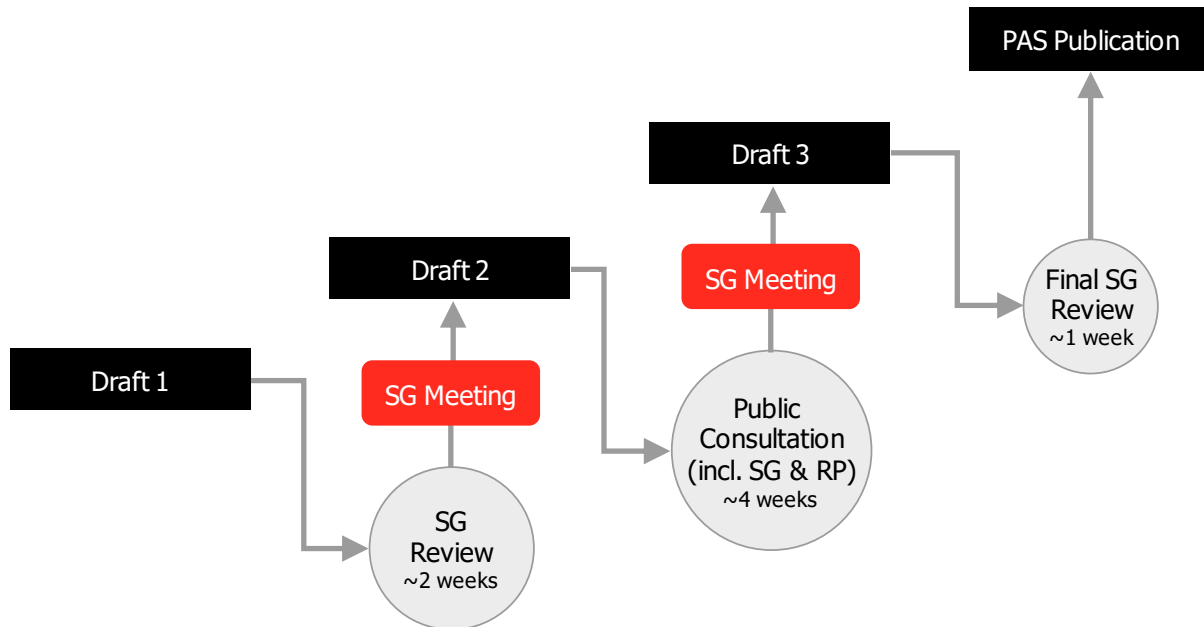 PAS Publication
Draft 3
SG Meeting
Draft 2
Final SG
Review
~1 week
Draft 1
SG Meeting
Public
Consultation
(incl. SG & RP)
~4 weeks
SG
Review
~2 weeks